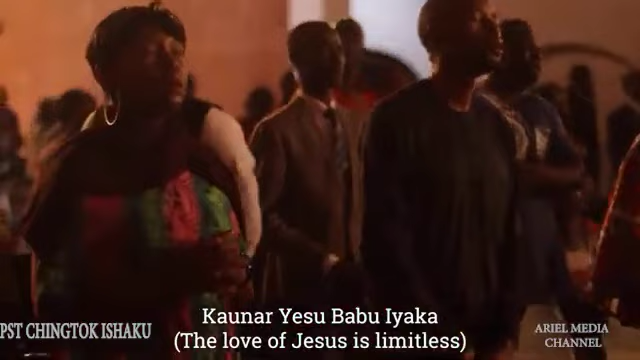 Kaunar Yesu Babu Iyaka
(The love of Jesus is limitless)
PST CHINGTOK ISHAKU
ARIEL MEDIA
CHANNEL